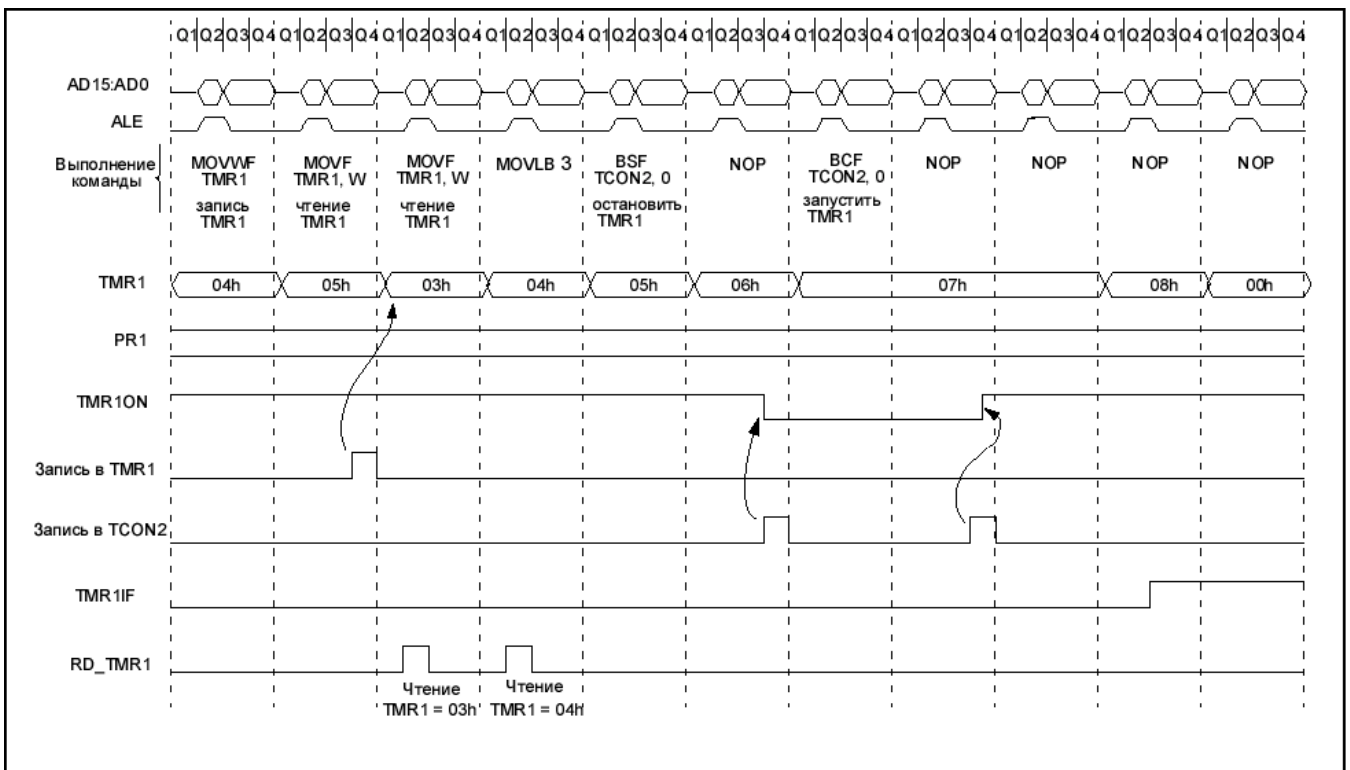 Q1 Q2 Q3 Q4 Q1 Q2 Q3 Q4 Q1 Q2 Q3 Q4 Q1 Q2 Q3 Q4 Q1 Q2 Q3 Q4 Q1 Q2 Q3 Q4 Q1 Q2 Q3 Q4 Q1 Q2 Q3 Q4 Q1 Q2 Q3 Q4 Q1 Q2 Q3 Q4 Q1 Q2 Q3 Q4
AD15:AD0
ALE
Выполнение
команды
MOVWF
TMR1
запись
TMR1
MOVF
TMR1, W
чтение
TMR1
MOVF
TMR1, W
чтение
TMR1
MOVLB 3
BSF
TCON2, 0
остановить
TMR1
NOP
BCF
TCON2, 0
запустить
TMR1
NOP
NOP
NOP
NOP
TMR1
04h 05h 03h 04h 05h 06h 07h 08h 00h
PR1
TMR1ON
Запись в TMR1
Запись в TCON2
TMR1IF
RD_TMR1
Чтение
TMR1 = 03h
Чтение
TMR1 = 04h